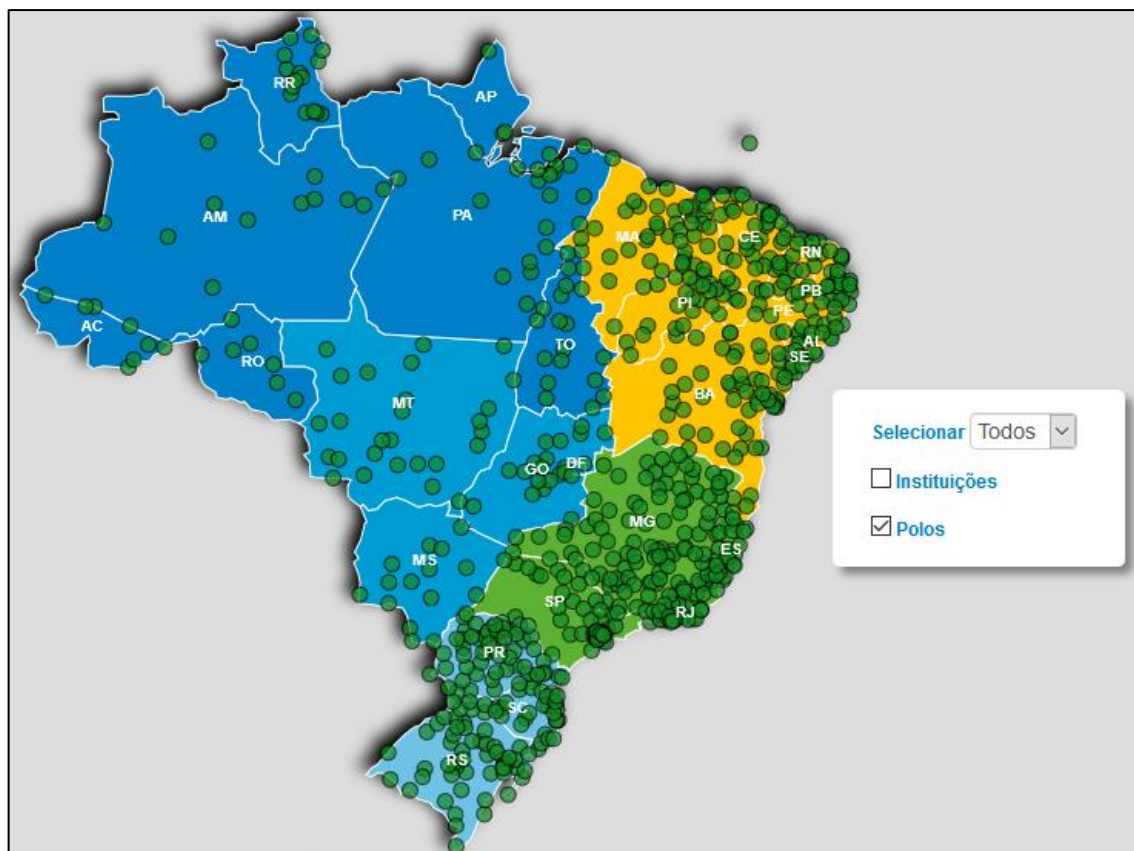 RR
AP
AM
PA
MA
CE
RN
PB
PI
PE
AC
AL
RO
TO
SE
MT
BA
Selecionar Todos
GO
DF
Instituições
MG
Polos
ES
MS
SP
RJ
PR
SC
RS